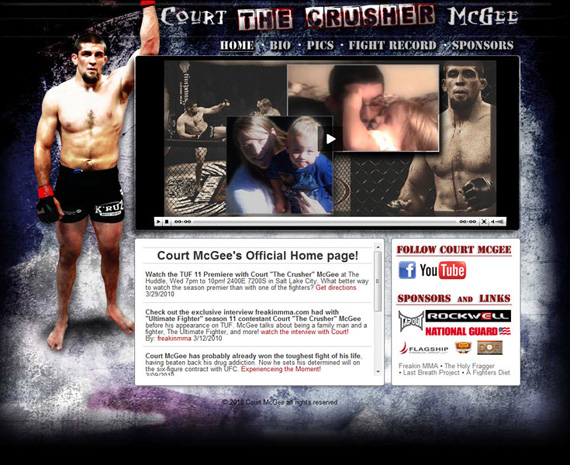 Court THE CRUSHER McGee
HOME · BIO · PICS · FIGHT RECORD · SPONSORS
00:00
00:00
Court McGee's Official Home page!
Watch the TUF 11 Premiere with Court "The Crusher" McGee at The
Huddle, Wed 7pm to 10pm! 2400E 7200S in Salt Lake City. What better
way to watch the season premier than with one of the fighters? Get directions
3/29/2010
Check out the exclusive interview freakinmma.com had with
"Ultimate Fighter" season 11 contestant Court "The Crusher" McGee
before his appearance on TUF. McGee talks about being a family man and a
fighter, The Ultimate Fighter, and more! watch the interview with Court!
By: freakinmma 3/12/2010
Court McGee has probably already won the toughest fight of his life,
having beaten back his drug addiction. Now he sets his determined will on
the six-figure contract with UFC. Experienceing the Moment!
FOLLOW COURT MCGEE
f YouTube
SPONSORS AND LINKS
TAPOUT ROCKWELL
NATIONAL GUARD
FLAGSHIP
Freakin MMA • The Holy Fragger
• Last Breath Project • A Fighters Diet
© 2010 Court McGee all rights reserved